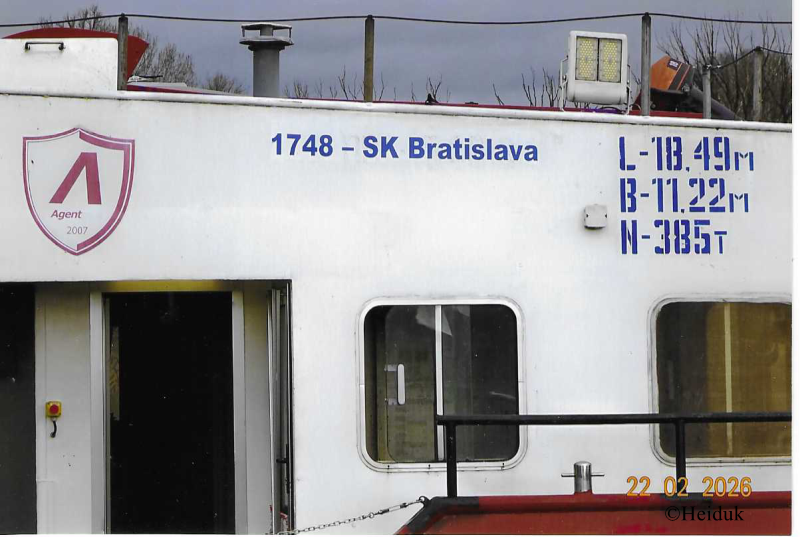 1748 – SK Bratislava
L-18,49M
B-11,22M
N-385T
A
Agent
2007
22 02 2026
©Heiduk